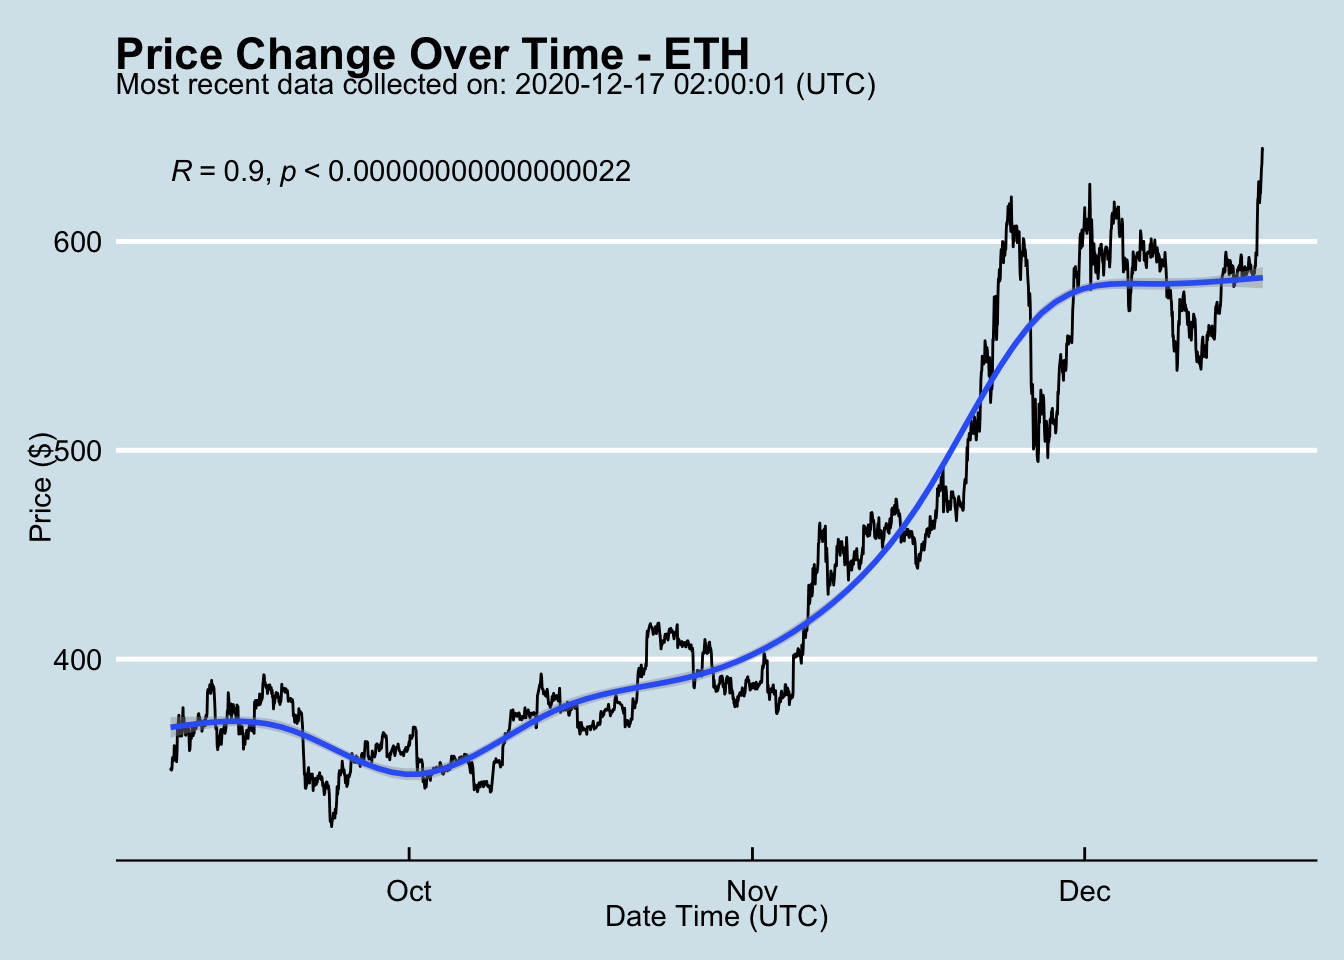 Price Change Over Time - ETH
Most recent data collected on: 2020-12-17 02:00:01 (UTC)
R = 0.9, p < 0.00000000000000022
600
500
400
Price ($)
Oct
Nov
Dec
Date Time (UTC)